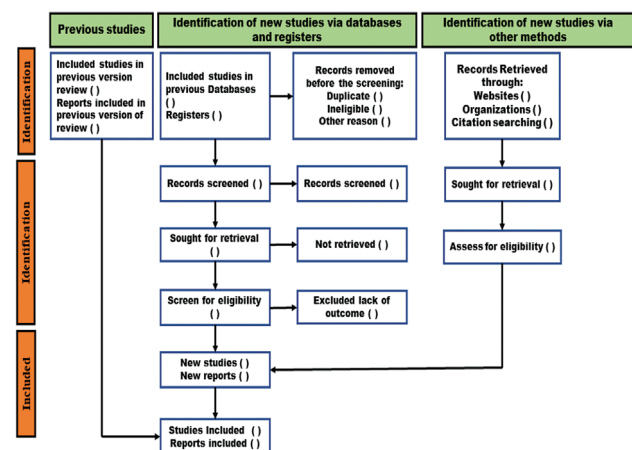 Previous studies
Identification of new studies via databases
and registers
Identification of new studies via
other methods
Identification
Included studies in
previous version
review ( )
Reports included in
previous version of
review ( )
Included studies in
previous Databases
( )
Registers ( )
Records removed
before the screening:
Duplicate ( )
Ineligible ( )
Other reason ( )
Records Retrieved
through:
Websites ( )
Organizations ( )
Citation searching ( )
Identification
Records screened ( )
Records screened ( )
Sought for retrieval ( )
Sought for retrieval
( )
Not retrieved ( )
Assess for eligibility ( )
Screen for eligibility
( )
Excluded lack of
outcome ( )
Included
New studies ( )
New reports ( )
Studies Included ( )
Reports included ( )